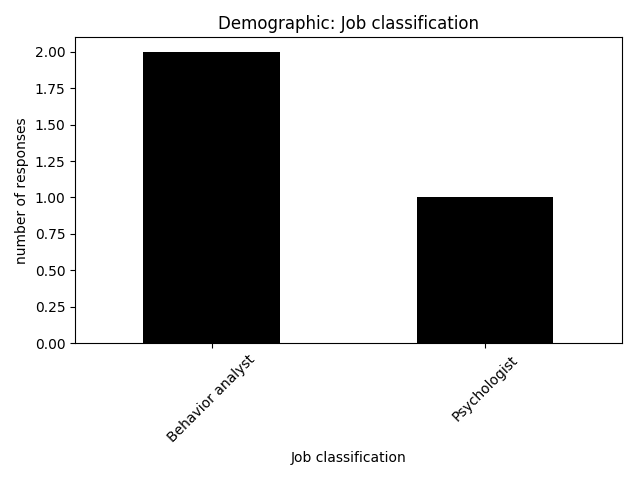 Demographic: Job classification
number of responses
2.00
1.75
1.50
1.25
1.00
0.75
0.50
0.25
0.00
Behavior analyst
Psychologist
Job classification